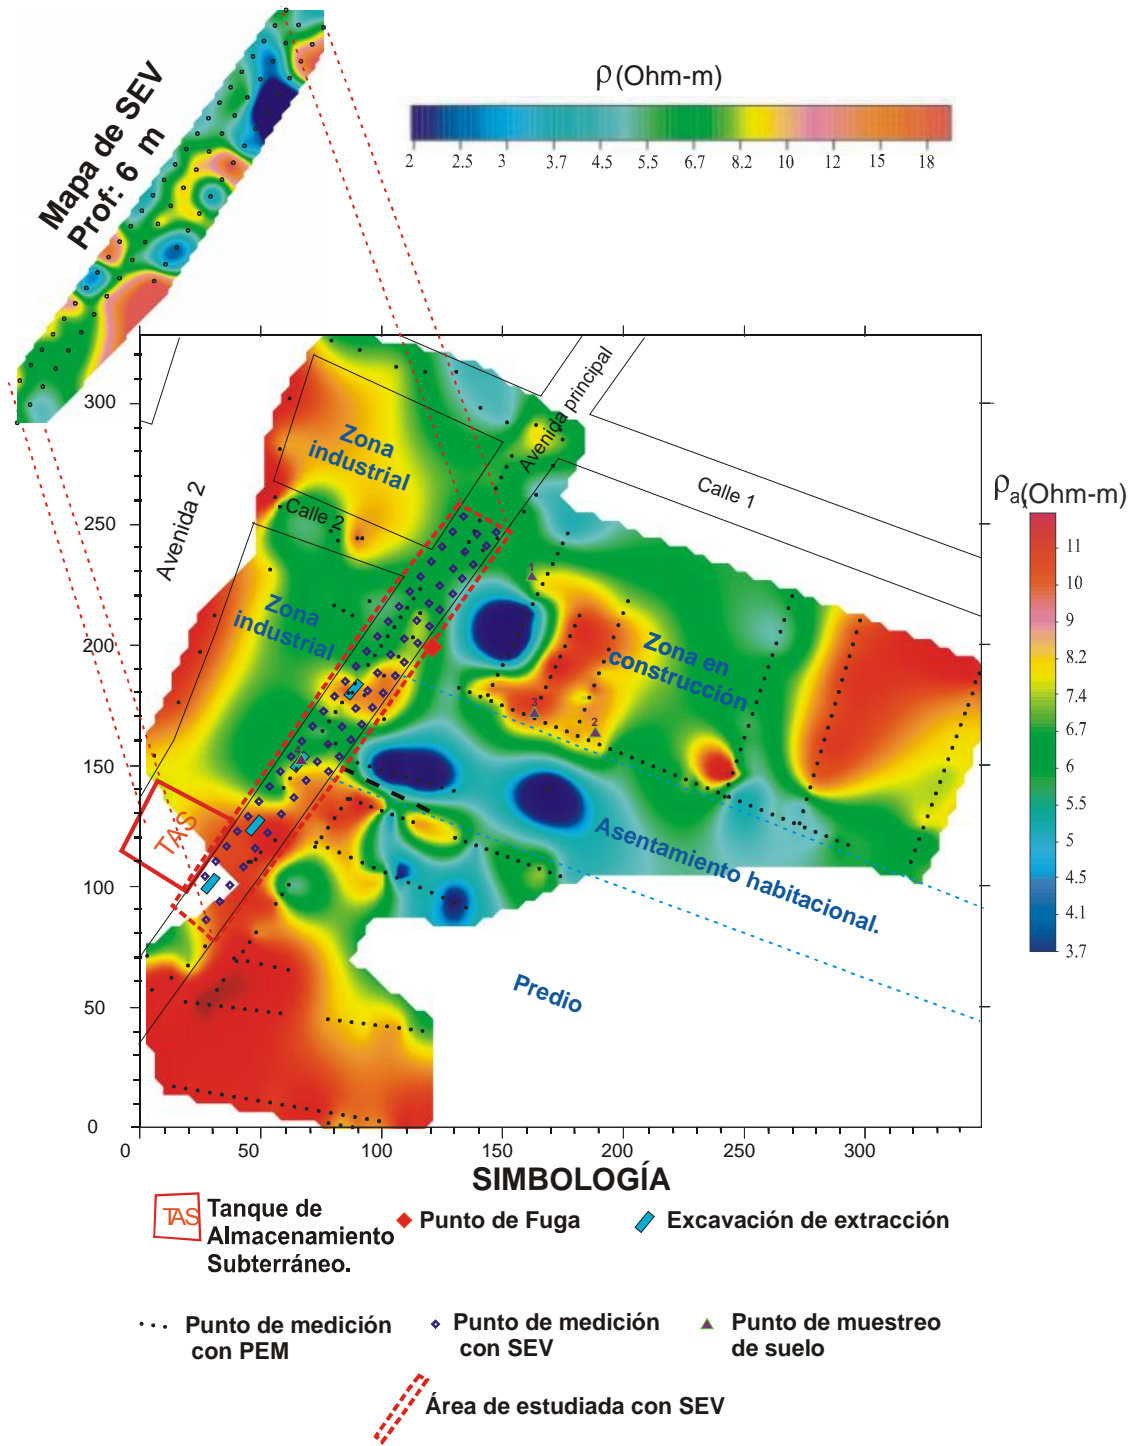 ρ(Ohm-m)
2 2.5 3 3.7 4.5 5.5 6.7 8.2 10 12 15 18
Mapa de SEV
Prof: 6 m
300
250
200
150
100
50
0
0 50 100 150 200 250 300
Avenida principal
Calle 1
Avenida 2
Zona
industrial
Calle 2
Zona
industrial
Zona en
construcción
1
3
2
4
TAS
Asentamiento habitacional.
Predio
ρa(Ohm-m)
11
10
9
8.2
7.4
6.7
6
5.5
5
4.5
4.1
3.7
SIMBOLOGÍA
TAS
Tanque de
Almacenamiento
Subterráneo.
Punto de Fuga
Excavación de extracción
Punto de medición
con PEM
Punto de medición
con SEV
Punto de muestreo
de suelo
Área de estudiada con SEV